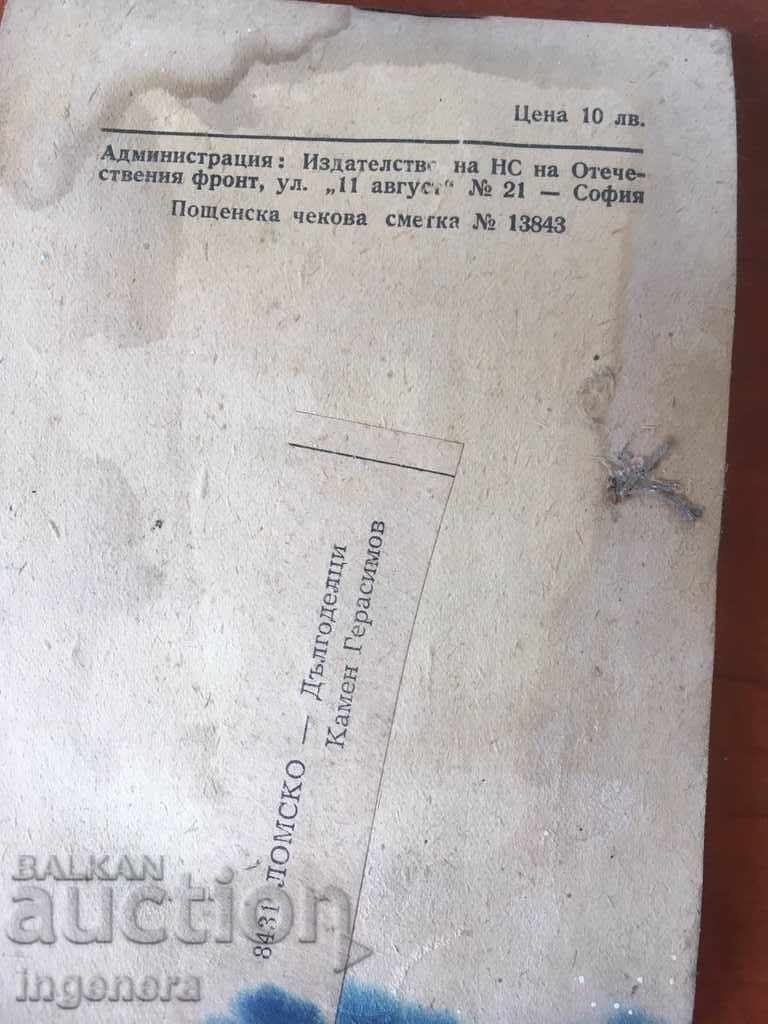 Цена 10 лв.
Администрация: Издателство на НС на Отече-
ствения фронт, ул. „11 август“ № 21 — София
Пощенска чекова сметка № 13843
8431 ЛОМСКО — Дългоделци
Камен Герасимов
BALKAN
auction
ingenera